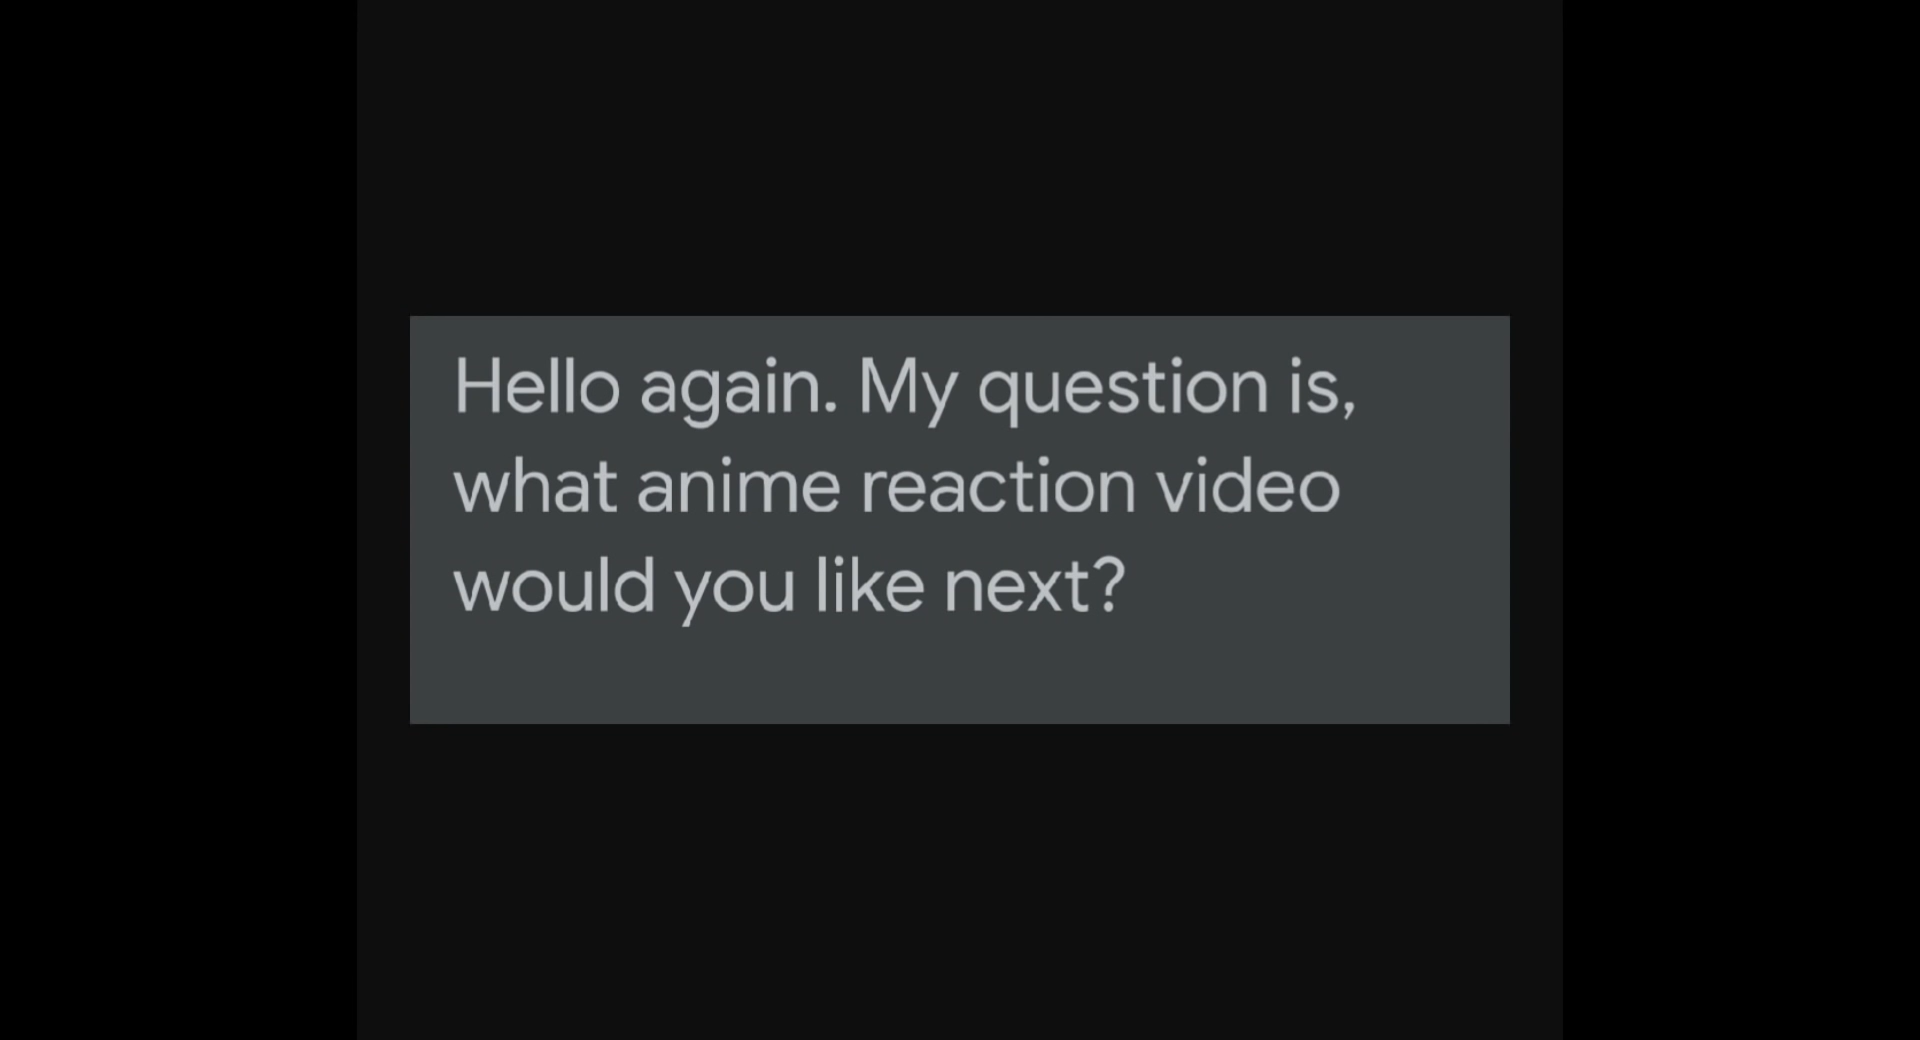 Hello again. My question is,
what anime reaction video
would you like next?